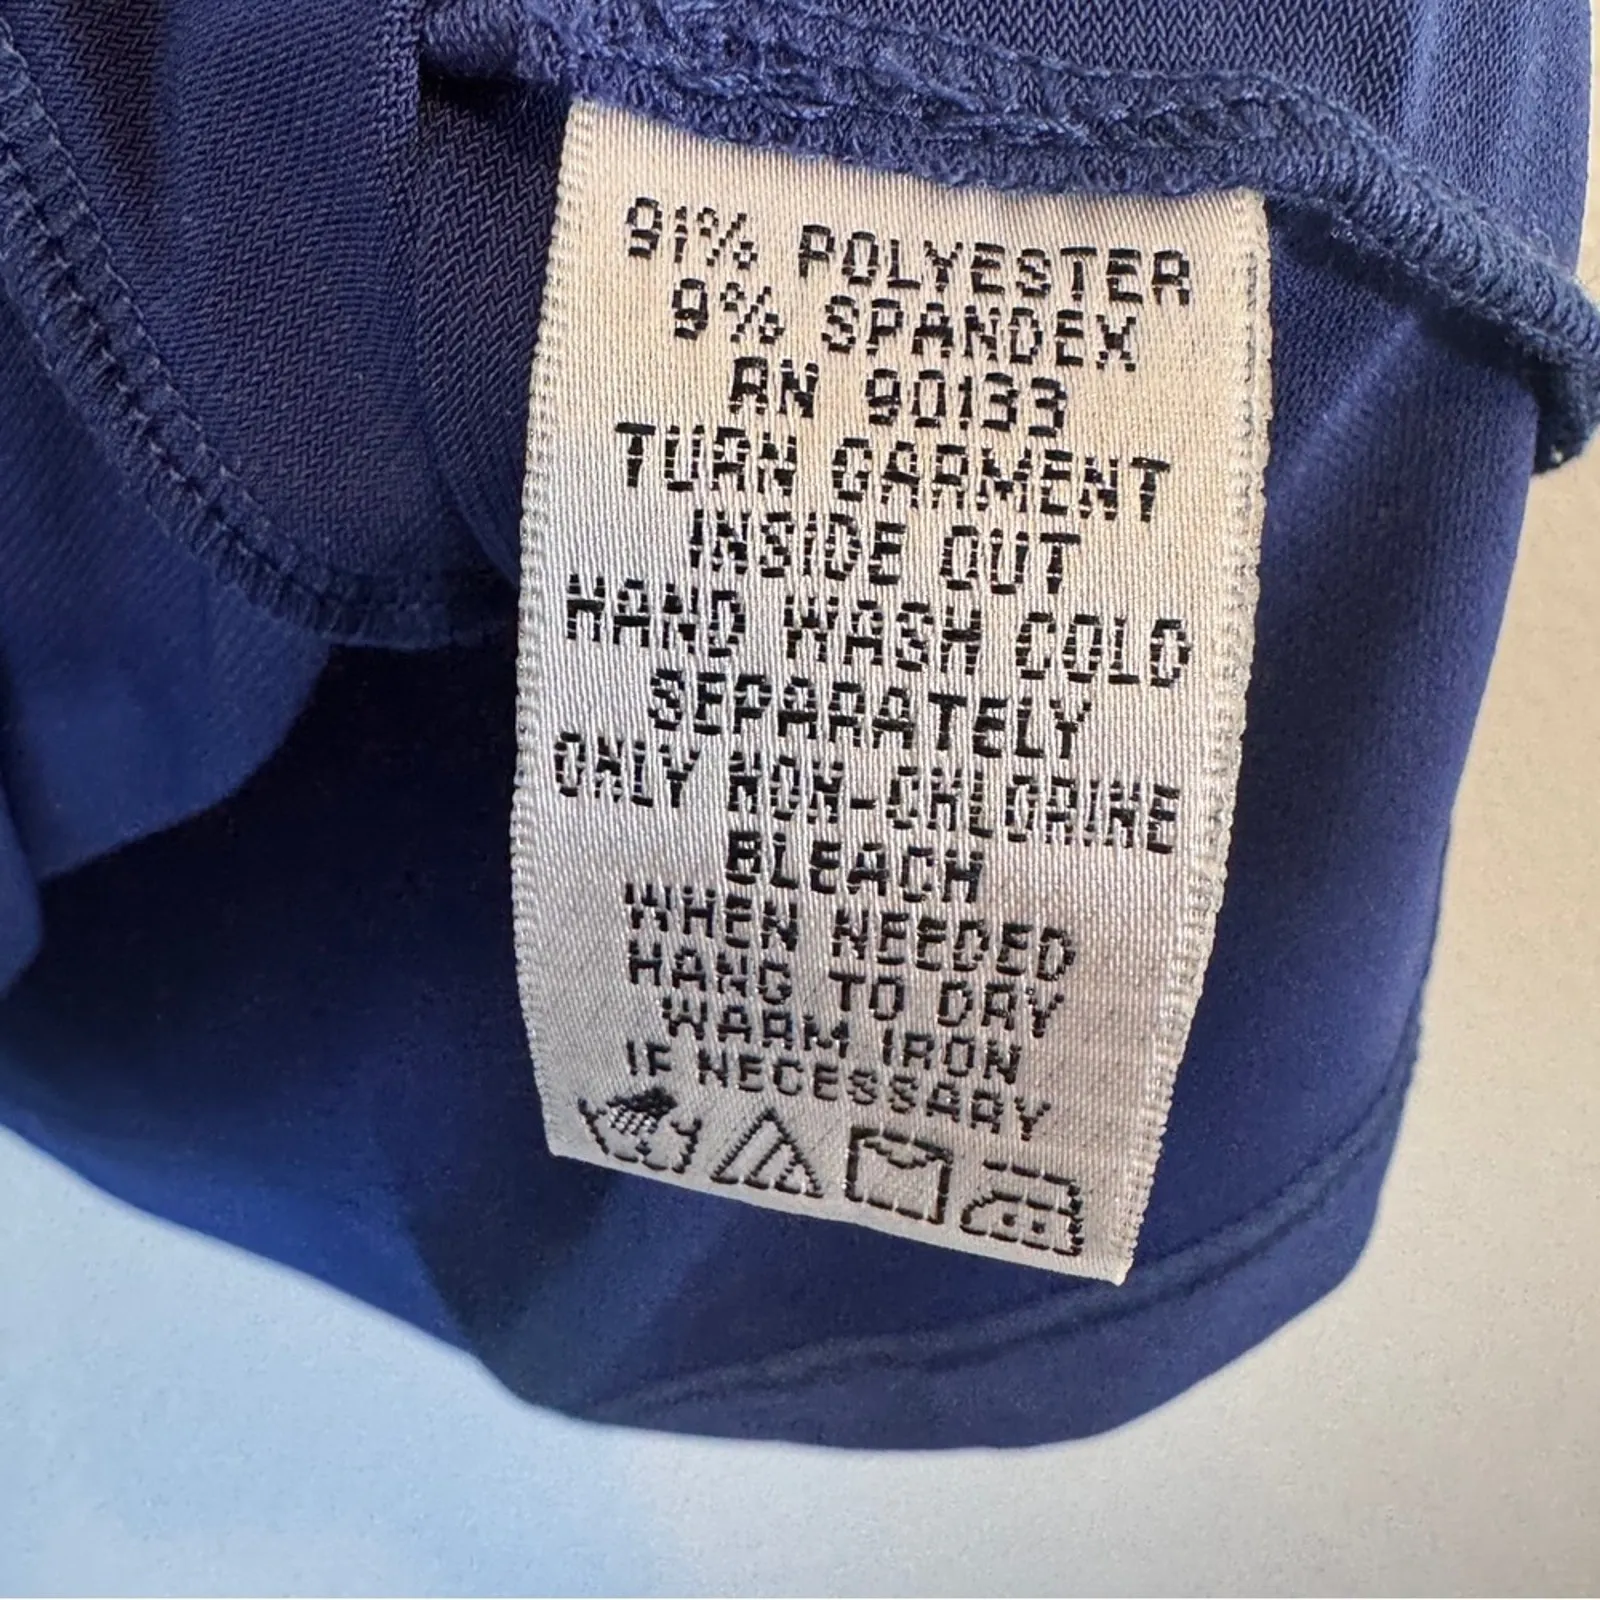 91% POLYESTER
9% SPANDEX
RN 90133
TURN GARMENT
INSIDE OUT
HAND WASH COLD
SEPARATELY
ONLY NON-CHLORINE
BLEACH
WHEN NEEDED
HANG TO DRY
WARM IRON
IF NECESSARY